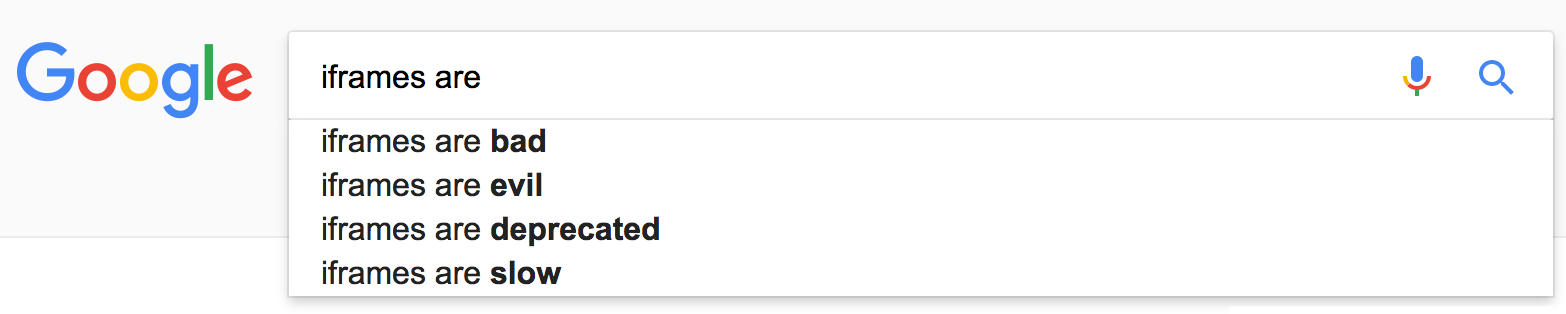 Google
iframes are
iframes are bad
iframes are evil
iframes are deprecated
iframes are slow